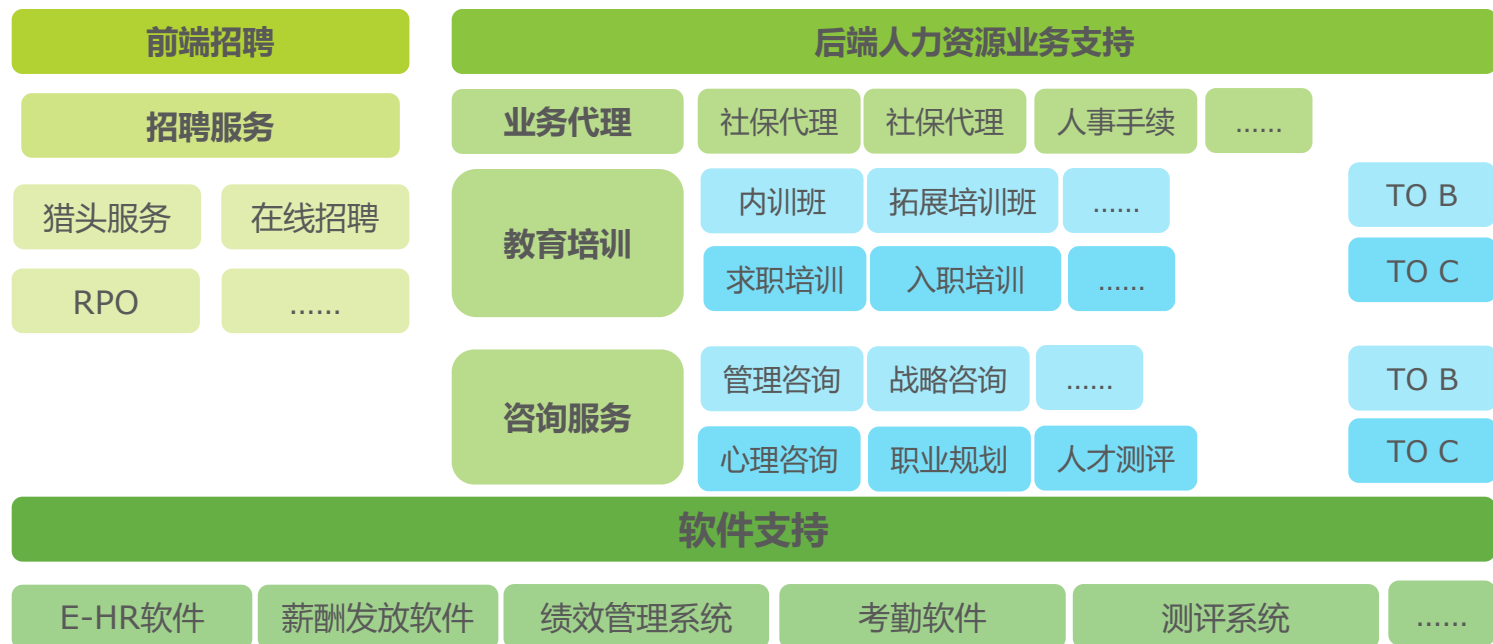 前端招聘
招聘服务
猎头服务 在线招聘
RPO ......
后端人力资源业务支持
业务代理 社保代理 社保代理 人事手续 ......
教育培训
内训班 拓展培训班 ...... TO B
求职培训 入职培训 ...... TO C
咨询服务
管理咨询 战略咨询 ...... TO B
心理咨询 职业规划 人才测评 TO C
软件支持
E-HR软件 薪酬发放软件 绩效管理系统 考勤软件 测评系统 ......